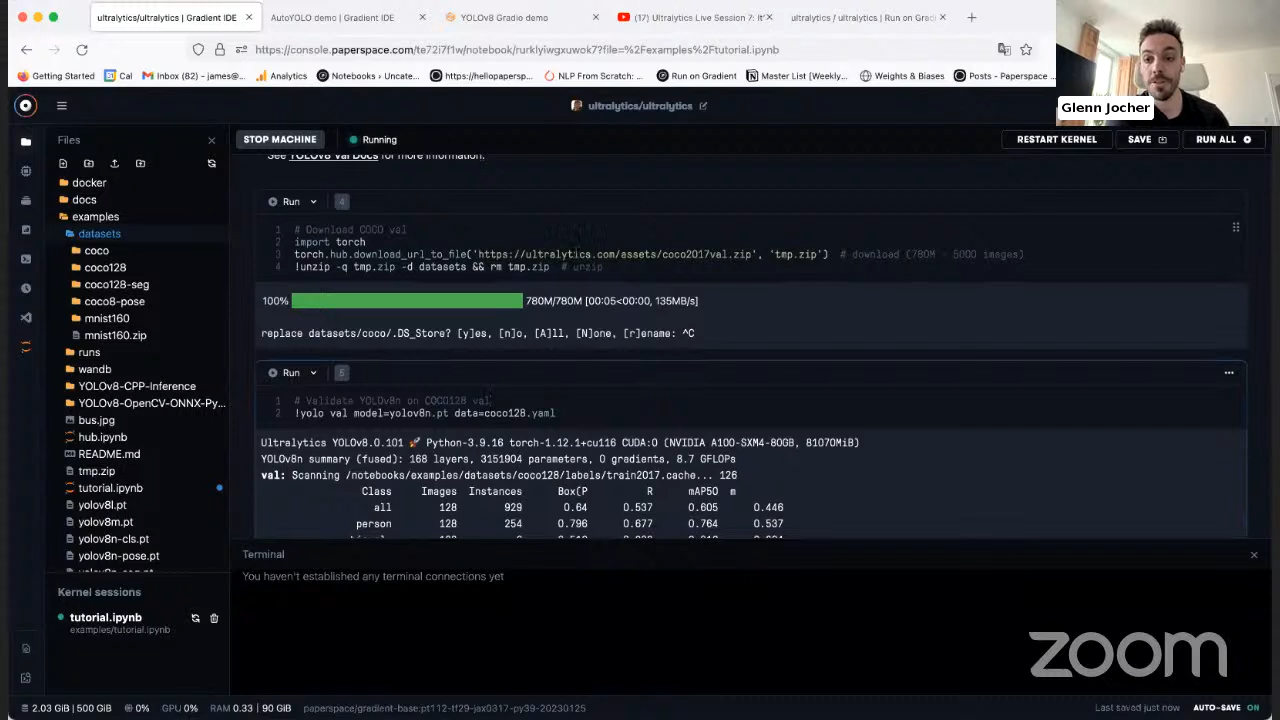 ultralytics/ultralytics | Gradient IDE
AutoYOLO demo | Gradient IDE
YOLOv8 Gradio demo
(17) Ultralytics Live Session 7: It'
ultralytics / ultralytics | Run on Grad
https://console.paperspace.com/te72i7f1w/notebook/rurklyiwgxuwok7?file=%2Fexamples%2Ftutorial.ipynb
Getting Started
Cal
Inbox (82) - james@...
Analytics
Notebooks › Uncate...
https://hellopapersp...
NLP From Scratch:...
Run on Gradient
Master List [Weekly...
Weights & Biases
Posts - Paperspace
Glenn Jocher
ultralytics/ultralytics
Files
STOP MACHINE
Running
RESTART KERNEL
SAVE
RUN ALL
docker
docs
examples
datasets
coco
coco128
coco128-seg
coco8-pose
mnist160
mnist160.zip
runs
wandb
YOLOv8-CPP-Inference
YOLOv8-OpenCV-ONNX-Py...
bus.jpg
hub.ipynb
README.md
tmp.zip
tutorial.ipynb
yolov8l.pt
yolov8m.pt
yolov8n-cls.pt
yolov8n-pose.pt
yolov8n-seg.pt
Kernel sessions
tutorial.ipynb
examples/tutorial.ipynb
See YOLOv8 Val Docs for more information.
Run 4
1 # Download COCO val
2 import torch
3 torch.hub.download_url_to_file('https://ultralytics.com/assets/coco2017val.zip', 'tmp.zip') # download (780M - 5000 images)
4 !unzip -q tmp.zip -d datasets && rm tmp.zip # unzip
100% 780M/780M [00:05<00:00, 135MB/s]
replace datasets/coco/.DS_Store? [y]es, [n]o, [A]ll, [N]one, [r]ename: ^C
Run 5
1 # Validate YOLOv8n on COCO128 val
2 !yolo val model=yolov8n.pt data=coco128.yaml
Ultralytics YOLOv8.0.101 🚀 Python-3.9.16 torch-1.12.1+cu116 CUDA:0 (NVIDIA A100-SXM4-80GB, 81070MiB)
YOLOv8n summary (fused): 168 layers, 3151904 parameters, 0 gradients, 8.7 GFLOPs
val: Scanning /notebooks/examples/datasets/coco128/labels/train2017.cache... 126
Class Images Instances Box(P R mAP50 m
all 128 929 0.64 0.537 0.605 0.446
person 128 254 0.796 0.677 0.764 0.537
Terminal
You haven't established any terminal connections yet
zoom
2.03 GiB | 500 GiB 0% GPU 0% RAM 0.33 | 90 GiB paperspace/gradient-base:pt112-tf29-jax0317-py39-20230125
Last saved just now AUTO-SAVE ON